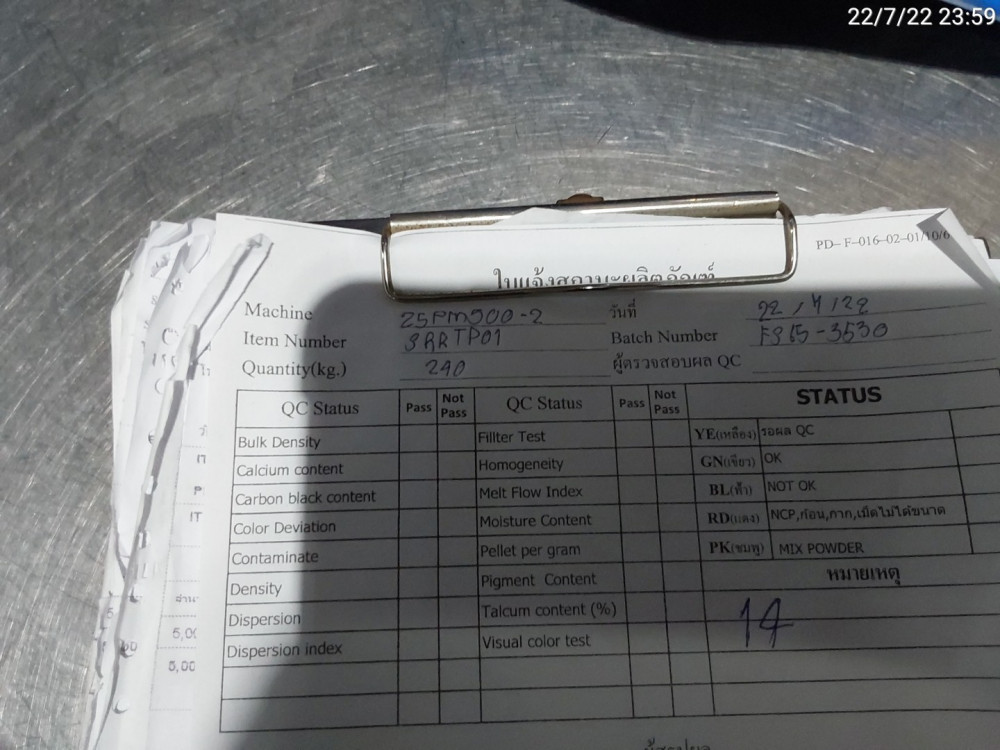 22/7/22 23:59
PD- F-016-02-01/10/6
ใบแจ้งสถานะผลิตภัณฑ์
Machine ZSPM500-2 วันที่ 22/7/22
Item Number Batch Number
Quantity(kg.) 240 ผู้ตรวจสอบผล QC
QC Status Pass Not Pass QC Status Pass Not Pass STATUS
Bulk Density Fillter Test YE(เหลือง) รอผล QC
Calcium content Homogeneity GN(เขียว) OK
Carbon black content Melt Flow Index BL(ฟ้า) NOT OK
Color Deviation Moisture Content RD(แดง) NCP,ก้อน,กาก,เม็ดไม่ได้ขนาด
Contaminate Pellet per gram PK(ชมพู) MIX POWDER
Density Pigment Content หมายเหตุ
Dispersion Talcum content (%) 14
Dispersion index Visual color test
5,00